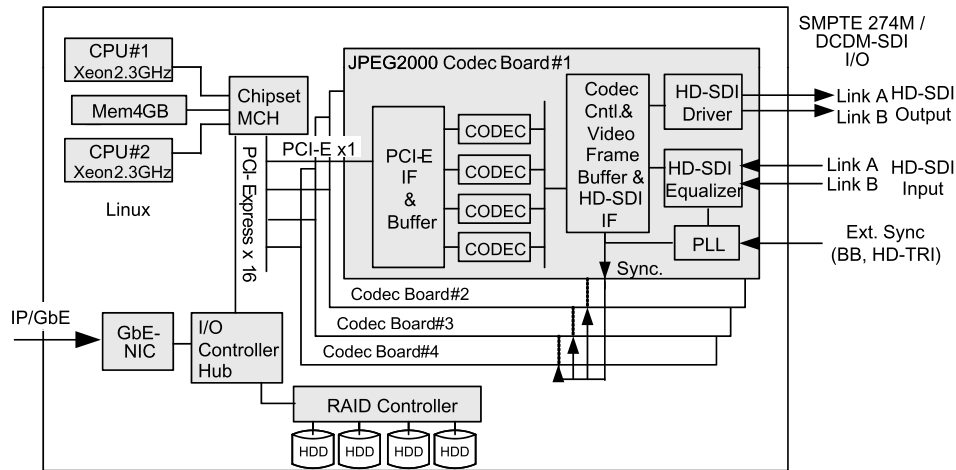 SMPTE 274M /
DCDM-SDI
I/O
CPU#1
Xeon2.3GHz
Mem4GB
CPU#2
Xeon2.3GHz
Linux
Chipset
MCH
PCI-E x1
PCI- Express x 16
JPEG2000 Codec Board#1
PCI-E
IF
&
Buffer
CODEC
CODEC
CODEC
CODEC
Codec
Cntl.&
Video
Frame
Buffer &
HD-SDI
IF
HD-SDI
Driver
HD-SDI
Equalizer
PLL
Sync.
Link A
Link B
HD-SDI
Output
Link A
Link B
HD-SDI
Input
Ext. Sync
(BB, HD-TRI)
Codec Board#2
Codec Board#3
Codec Board#4
IP/GbE
GbE-
NIC
I/O
Controller
Hub
RAID Controller
HDD
HDD
HDD
HDD